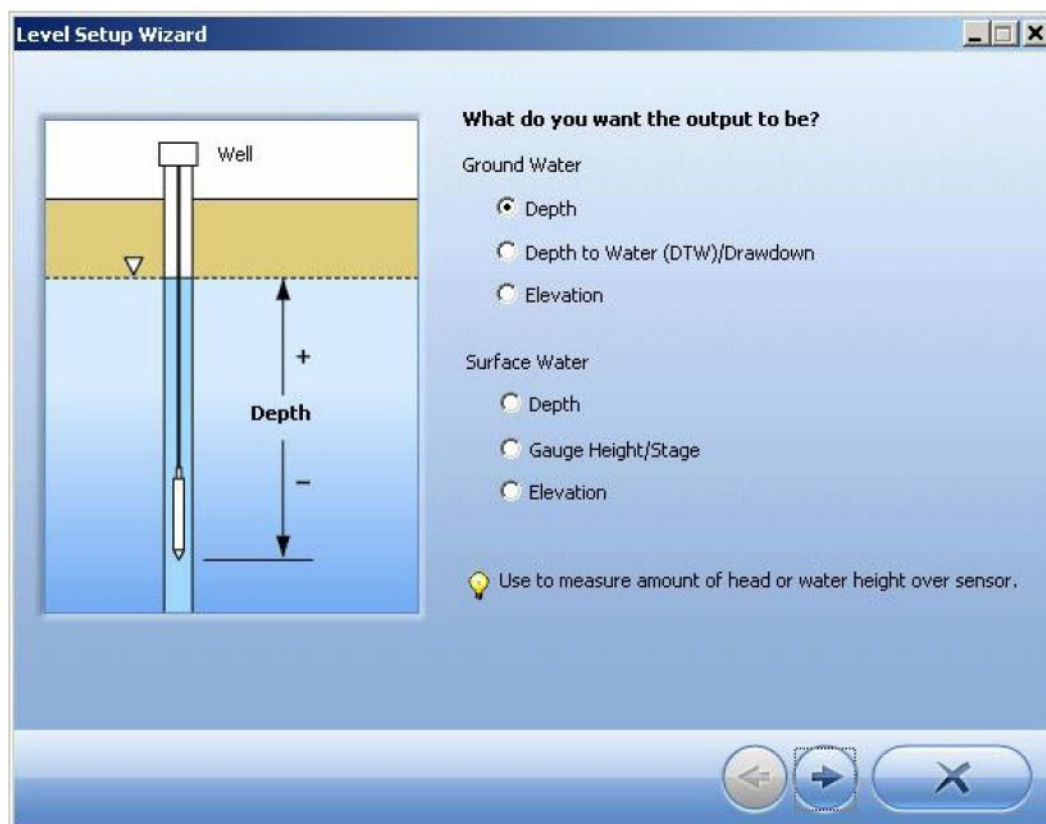 Level Setup Wizard
Well
+
Depth
−
What do you want the output to be?
Ground Water
Depth
Depth to Water (DTW)/Drawdown
Elevation
Surface Water
Depth
Gauge Height/Stage
Elevation
Use to measure amount of head or water height over sensor.